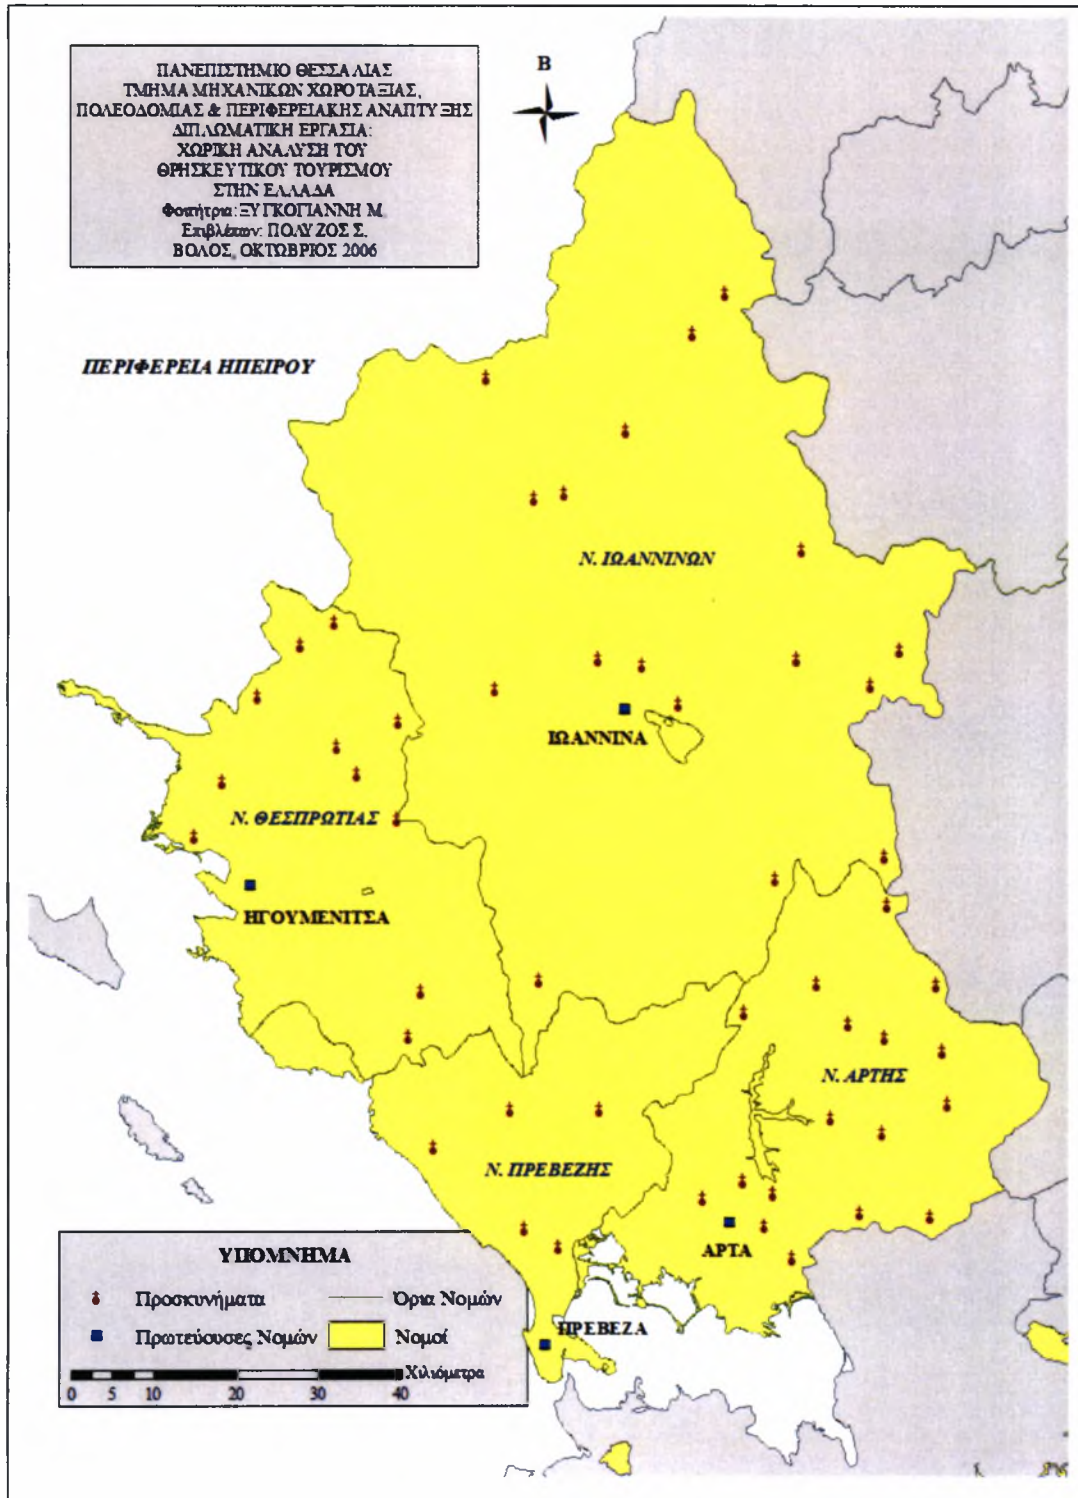 ΠΑΝΕΠΙΣΤΗΜΙΟ ΘΕΣΣΑΛΙΑΣ
ΤΜΗΜΑ ΜΗΧΑΝΙΚΩΝ ΧΩΡΟΤΑΞΙΑΣ,
ΠΟΛΕΟΔΟΜΙΑΣ & ΠΕΡΙΦΕΡΕΙΑΚΗΣ ΑΝΑΠΤΥΞΗΣ
ΔΙΠΛΩΜΑΤΙΚΗ ΕΡΓΑΣΙΑ:
ΧΩΡΙΚΗ ΑΝΑΛΥΣΗ ΤΟΥ
ΘΡΗΣΚΕΥΤΙΚΟΥ ΤΟΥΡΙΣΜΟΥ
ΣΤΗΝ ΕΛΛΑΔΑ
Φοιτήτρια: ΞΥΓΚΟΓΙΑΝΝΗ Μ.
Επιβλέπων: ΠΟΛΥΖΟΣ Σ.
ΒΟΛΟΣ, ΟΚΤΩΒΡΙΟΣ 2006
Β
ΠΕΡΙΦΕΡΕΙΑ ΗΠΕΙΡΟΥ
Ν. ΙΩΑΝΝΙΝΩΝ
ΙΩΑΝΝΙΝΑ
Ν. ΘΕΣΠΡΩΤΙΑΣ
ΗΓΟΥΜΕΝΙΤΣΑ
Ν. ΑΡΤΗΣ
Ν. ΠΡΕΒΕΖΗΣ
ΑΡΤΑ
ΠΡΕΒΕΖΑ
ΥΠΟΜΝΗΜΑ
Προσκυνήματα
Όρια Νομών
Πρωτεύουσες Νομών
Νομοί
Χιλιόμετρα
0 5 10 20 30 40